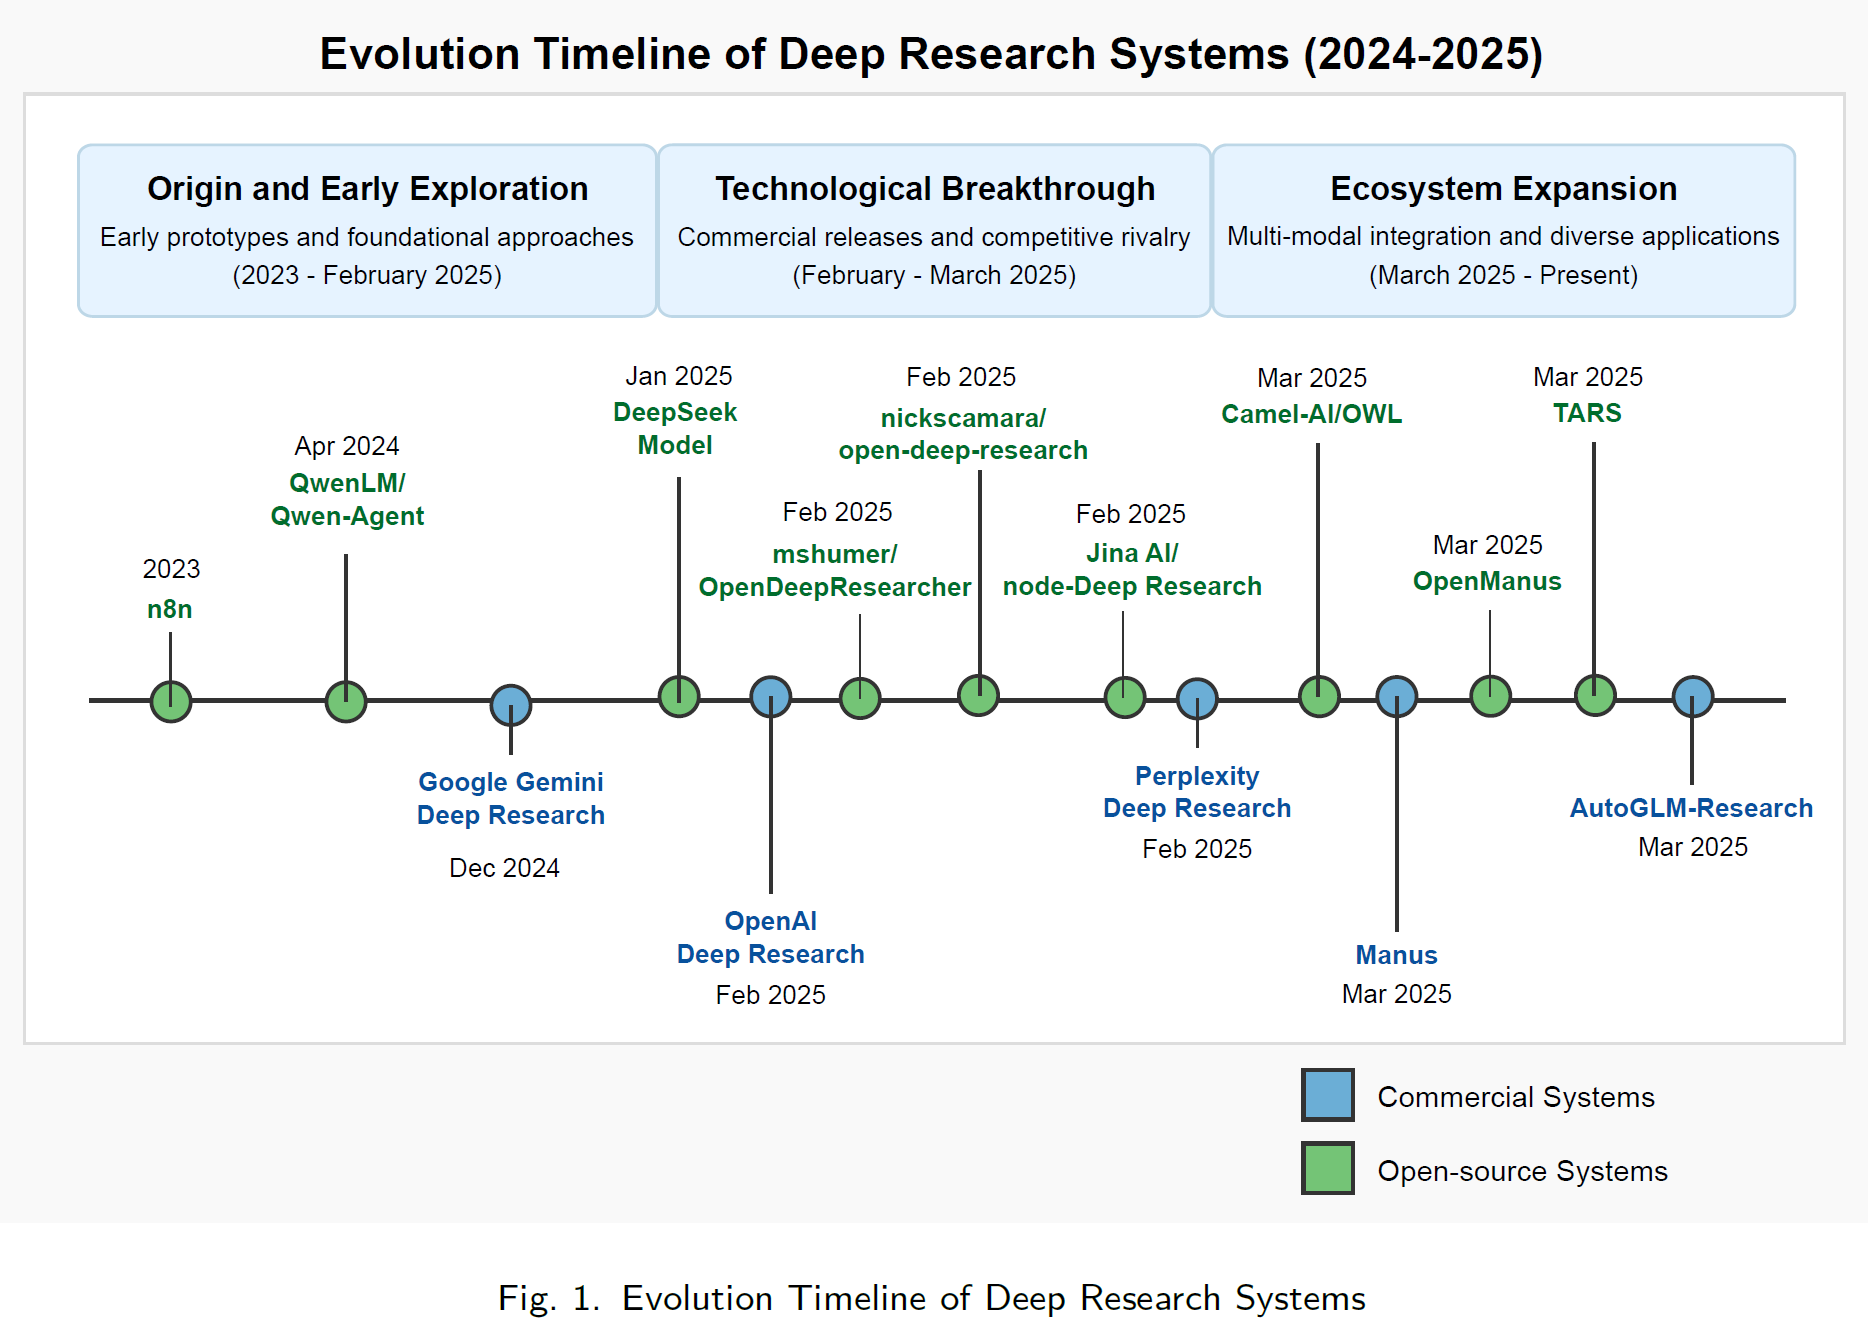 Evolution Timeline of Deep Research Systems (2024-2025)
Origin and Early Exploration
Early prototypes and foundational approaches
(2023 - February 2025)
Technological Breakthrough
Commercial releases and competitive rivalry
(February - March 2025)
Ecosystem Expansion
Multi-modal integration and diverse applications
(March 2025 - Present)
2023
n8n
Apr 2024
QwenLM/
Qwen-Agent
Google Gemini
Deep Research
Dec 2024
Jan 2025
DeepSeek
Model
OpenAI
Deep Research
Feb 2025
Feb 2025
mshumer/
OpenDeepResearcher
Feb 2025
nickscamara/
open-deep-research
Feb 2025
Jina AI/
node-Deep Research
Perplexity
Deep Research
Feb 2025
Mar 2025
Camel-AI/OWL
Manus
Mar 2025
Mar 2025
OpenManus
Mar 2025
TARS
AutoGLM-Research
Mar 2025
Commercial Systems
Open-source Systems
Fig. 1. Evolution Timeline of Deep Research Systems